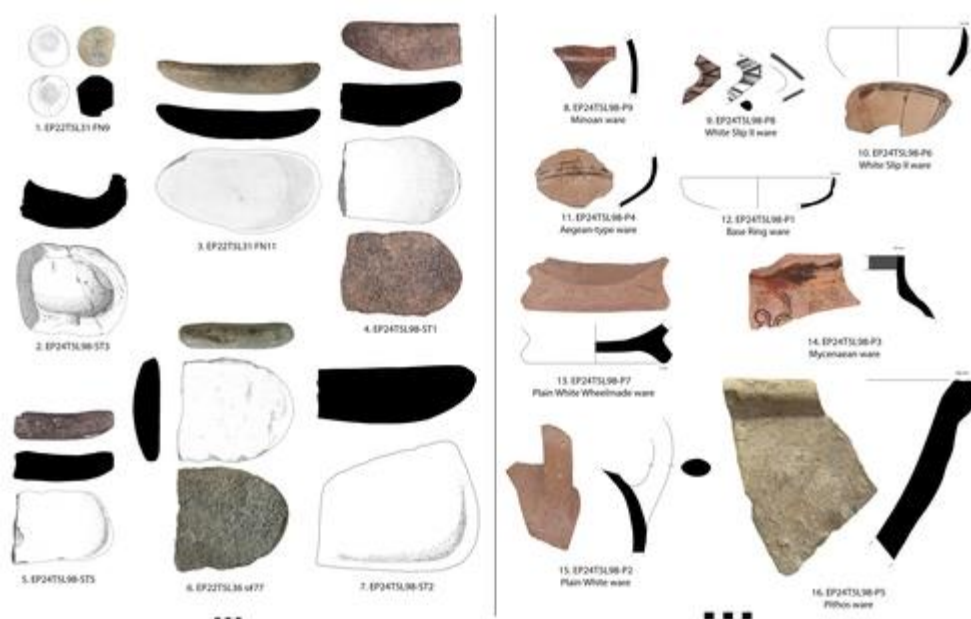 1. EP22TSL31 FN9
2. EP24TSL98-ST3
3. EP22TSL31 FN11
4. EP24TSL98-ST1
5. EP24TSL98-ST5
6. EP22TSL36 sf77
7. EP24TSL98-ST2
8. EP24TSL98-P9
Minoan ware
9. EP24TSL98-P8
White Slip II ware
10. EP24TSL98-P6
White Slip II ware
11. EP24TSL98-P4
Aegean-type ware
12. EP24TSL98-P1
Base Ring ware
13. EP24TSL98-P7
Plain White Wheelmade ware
14. EP24TSL98-P3
Mycenaean ware
15. EP24TSL98-P2
Plain White ware
16. EP24TSL98-P5
Pithos ware